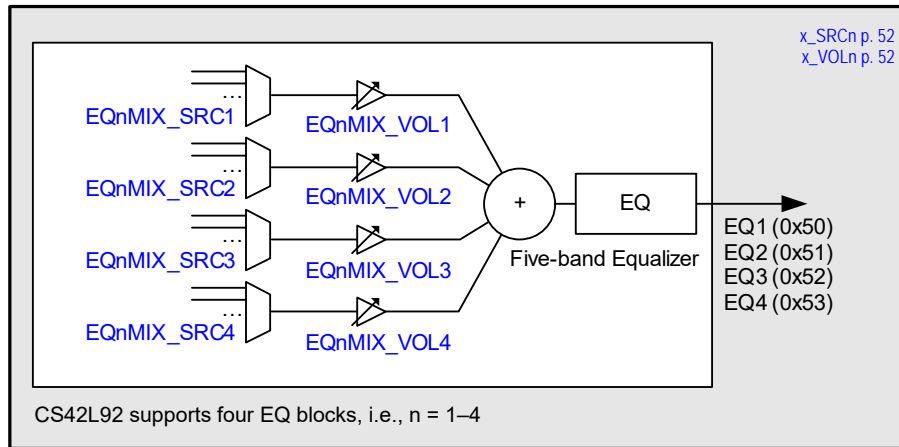 x_SRCn p. 52
x_VOLn p. 52
...
EQnMIX_SRC1
EQnMIX_VOL1
...
EQnMIX_SRC2
EQnMIX_VOL2
+
EQ
...
EQnMIX_SRC3
EQnMIX_VOL3
Five-band Equalizer
EQ1 (0x50)
EQ2 (0x51)
EQ3 (0x52)
EQ4 (0x53)
...
EQnMIX_SRC4
EQnMIX_VOL4
CS42L92 supports four EQ blocks, i.e., n = 1–4